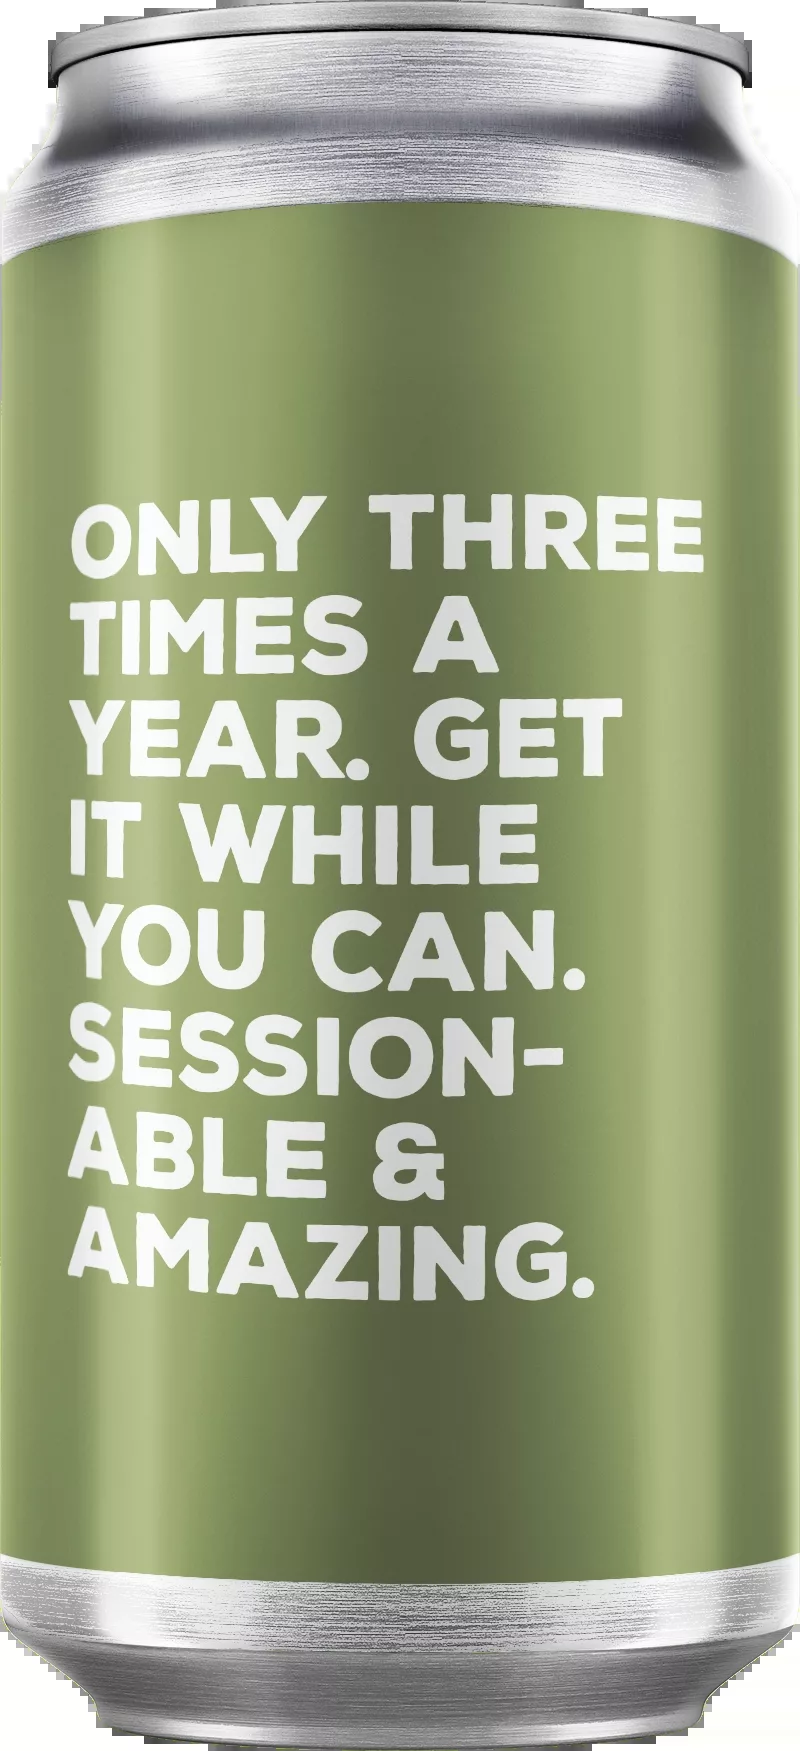 ONLY THREE
TIMES A
YEAR. GET
IT WHILE
YOU CAN.
SESSION-
ABLE &
AMAZING.